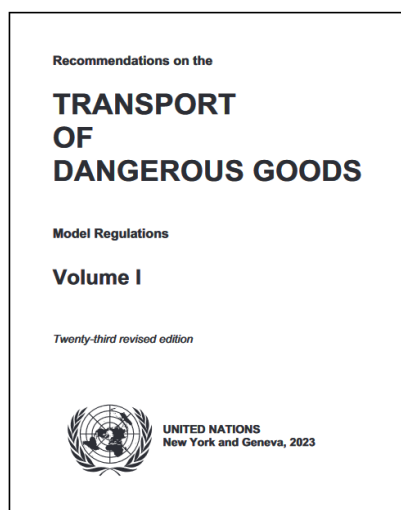 Recommendations on the
TRANSPORT
OF
DANGEROUS GOODS
Model Regulations
Volume I
Twenty-third revised edition
UNITED NATIONS
New York and Geneva, 2023